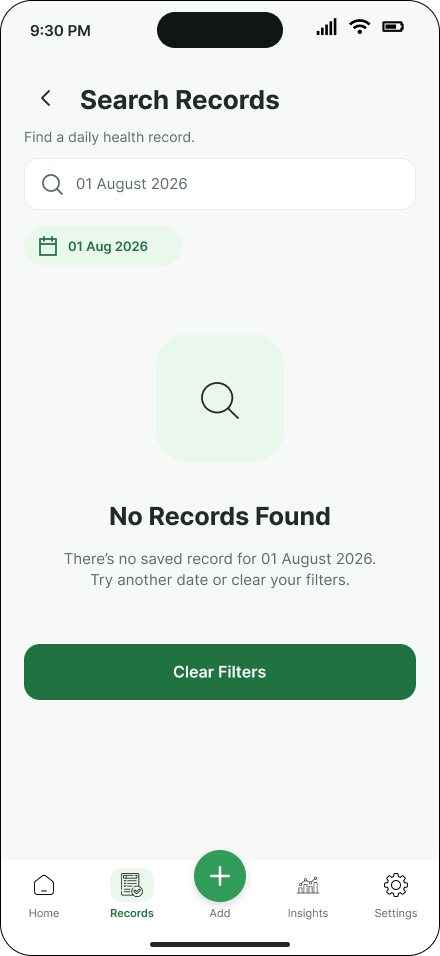 9:30 PM
Search Records
Find a daily health record.
01 August 2026
01 Aug 2026
No Records Found
There’s no saved record for 01 August 2026.
Try another date or clear your filters.
Clear Filters
Home
Records
Add
Insights
Settings